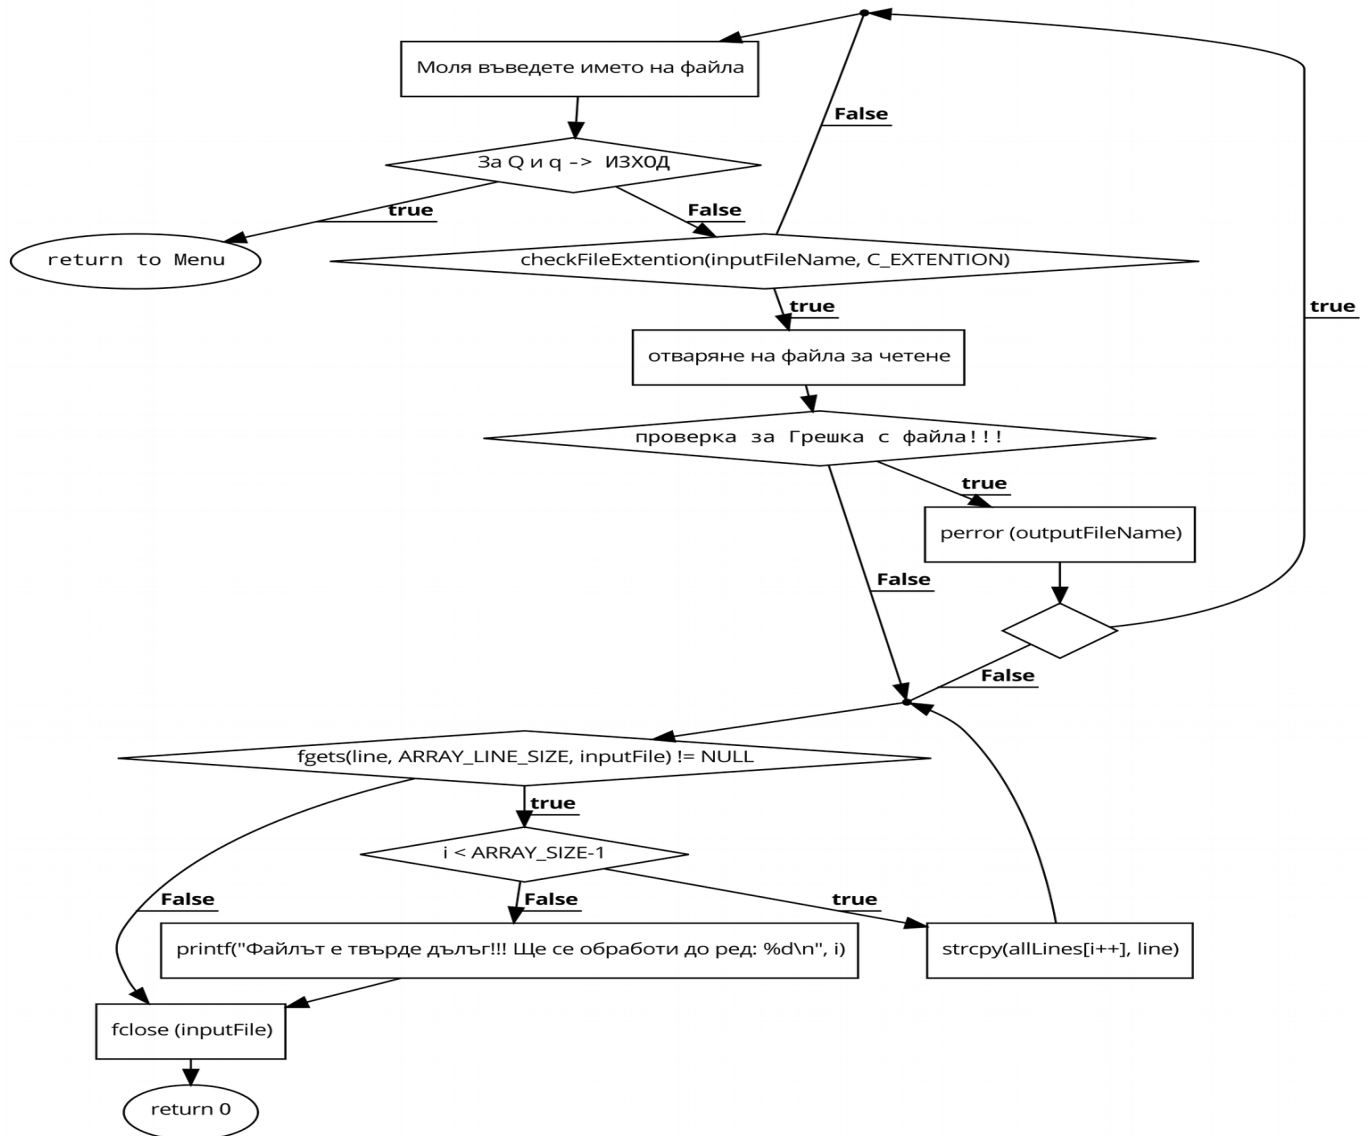 Моля въведете името на файла
False
За Q и q -> ИЗХОД
true
False
return to Menu
checkFileExtention(inputFileName, C_EXTENTION)
true
true
отваряне на файла за четене
проверка за Грешка с файла!!!
true
perror (outputFileName)
False
False
fgets(line, ARRAY_LINE_SIZE, inputFile) != NULL
true
i < ARRAY_SIZE-1
False
False
true
printf("Файлът е твърде дълъг!!! Ще се обработи до ред: %d\n", i)
strcpy(allLines[i++], line)
fclose (inputFile)
return 0